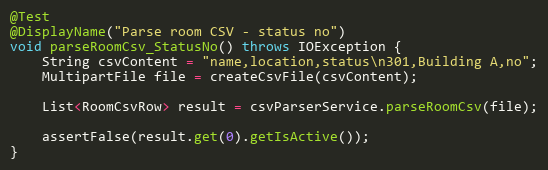 @Test
@DisplayName("Parse room CSV - status no")
void parseRoomCsv_StatusNo() throws IOException {
    String csvContent = "name,location,status\n301,Building A,no";
    MultipartFile file = createCsvFile(csvContent);

    List<RoomCsvRow> result = csvParserService.parseRoomCsv(file);

    assertFalse(result.get(0).getIsActive());
}